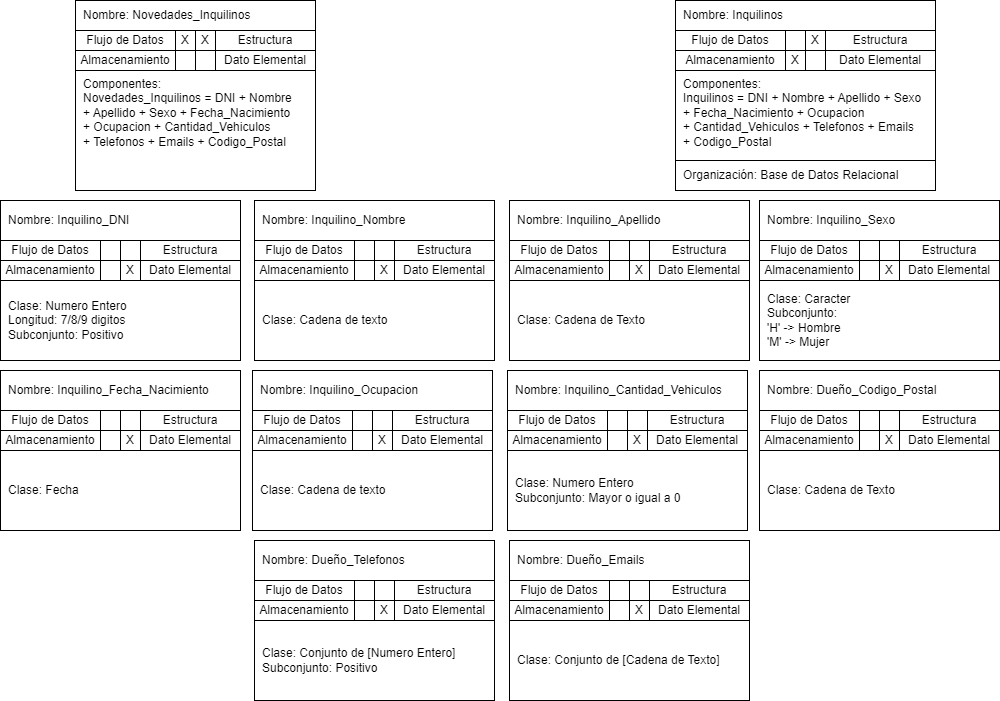 Nombre: Novedades_Inquilinos
Flujo de Datos X X Estructura
Almacenamiento Dato Elemental
Componentes:
Novedades_Inquilinos = DNI + Nombre
+ Apellido + Sexo + Fecha_Nacimiento
+ Ocupacion + Cantidad_Vehiculos
+ Telefonos + Emails + Codigo_Postal
Nombre: Inquilinos
Flujo de Datos X Estructura
Almacenamiento X Dato Elemental
Componentes:
Inquilinos = DNI + Nombre + Apellido + Sexo
+ Fecha_Nacimiento + Ocupacion
+ Cantidad_Vehiculos + Telefonos + Emails
+ Codigo_Postal
Organización: Base de Datos Relacional
Nombre: Inquilino_DNI
Flujo de Datos Estructura
Almacenamiento X Dato Elemental
Clase: Numero Entero
Longitud: 7/8/9 digitos
Subconjunto: Positivo
Nombre: Inquilino_Nombre
Flujo de Datos Estructura
Almacenamiento X Dato Elemental
Clase: Cadena de texto
Nombre: Inquilino_Apellido
Flujo de Datos Estructura
Almacenamiento X Dato Elemental
Clase: Cadena de Texto
Nombre: Inquilino_Sexo
Flujo de Datos Estructura
Almacenamiento X Dato Elemental
Clase: Caracter
Subconjunto:
'H' -> Hombre
'M' -> Mujer
Nombre: Inquilino_Fecha_Nacimiento
Flujo de Datos Estructura
Almacenamiento X Dato Elemental
Clase: Fecha
Nombre: Inquilino_Ocupacion
Flujo de Datos Estructura
Almacenamiento X Dato Elemental
Clase: Cadena de texto
Nombre: Inquilino_Cantidad_Vehiculos
Flujo de Datos Estructura
Almacenamiento X Dato Elemental
Clase: Numero Entero
Subconjunto: Mayor o igual a 0
Nombre: Dueño_Codigo_Postal
Flujo de Datos Estructura
Almacenamiento X Dato Elemental
Clase: Cadena de Texto
Nombre: Dueño_Telefonos
Flujo de Datos Estructura
Almacenamiento X Dato Elemental
Clase: Conjunto de [Numero Entero]
Subconjunto: Positivo
Nombre: Dueño_Emails
Flujo de Datos Estructura
Almacenamiento X Dato Elemental
Clase: Conjunto de [Cadena de Texto]